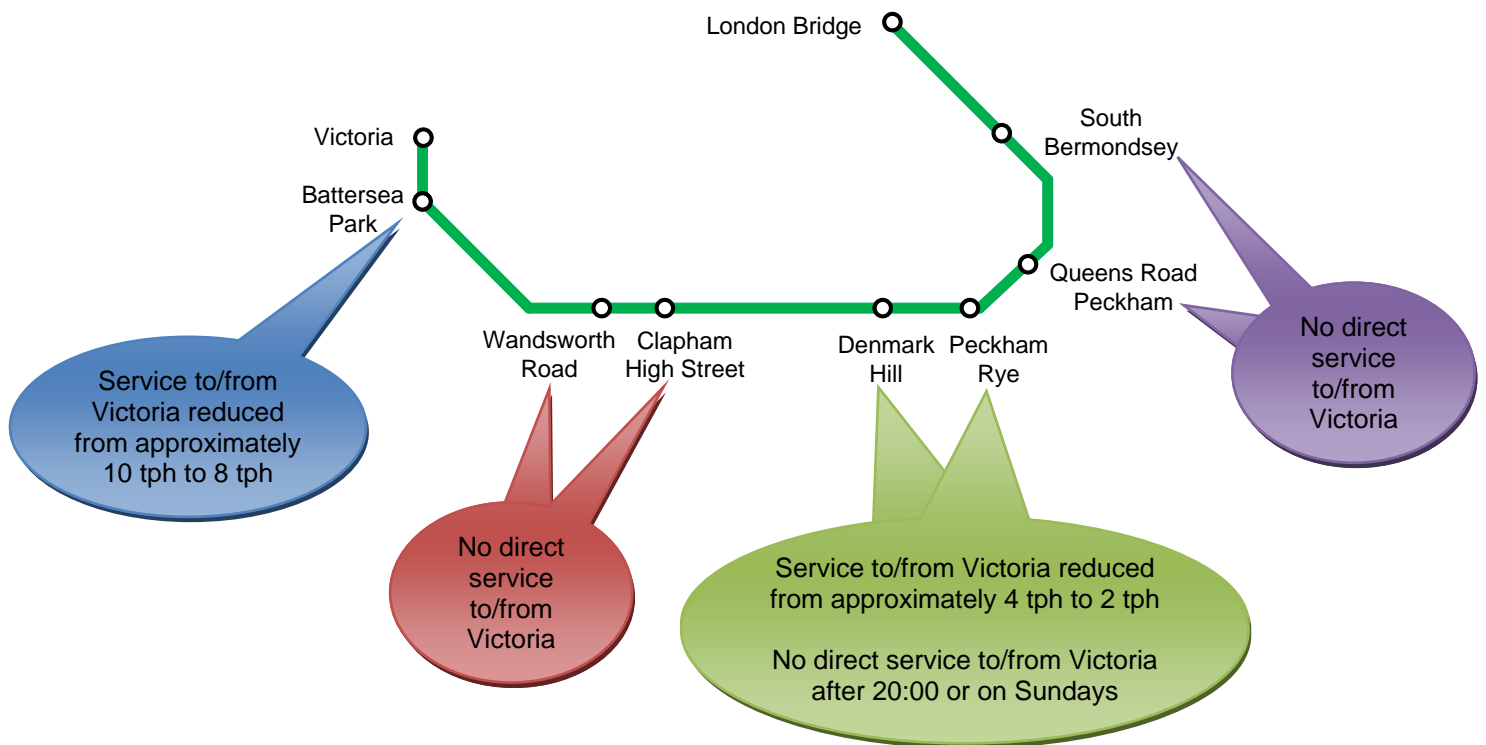 London Bridge
South
Bermondsey
Victoria
Battersea
Park
Queens Road
Peckham
Wandsworth
Road
Clapham
High Street
Denmark
Hill
Peckham
Rye
Service to/from
Victoria reduced
from approximately
10 tph to 8 tph
No direct
service
to/from
Victoria
Service to/from Victoria reduced
from approximately 4 tph to 2 tph
No direct service to/from Victoria
after 20:00 or on Sundays
No direct
service
to/from
Victoria